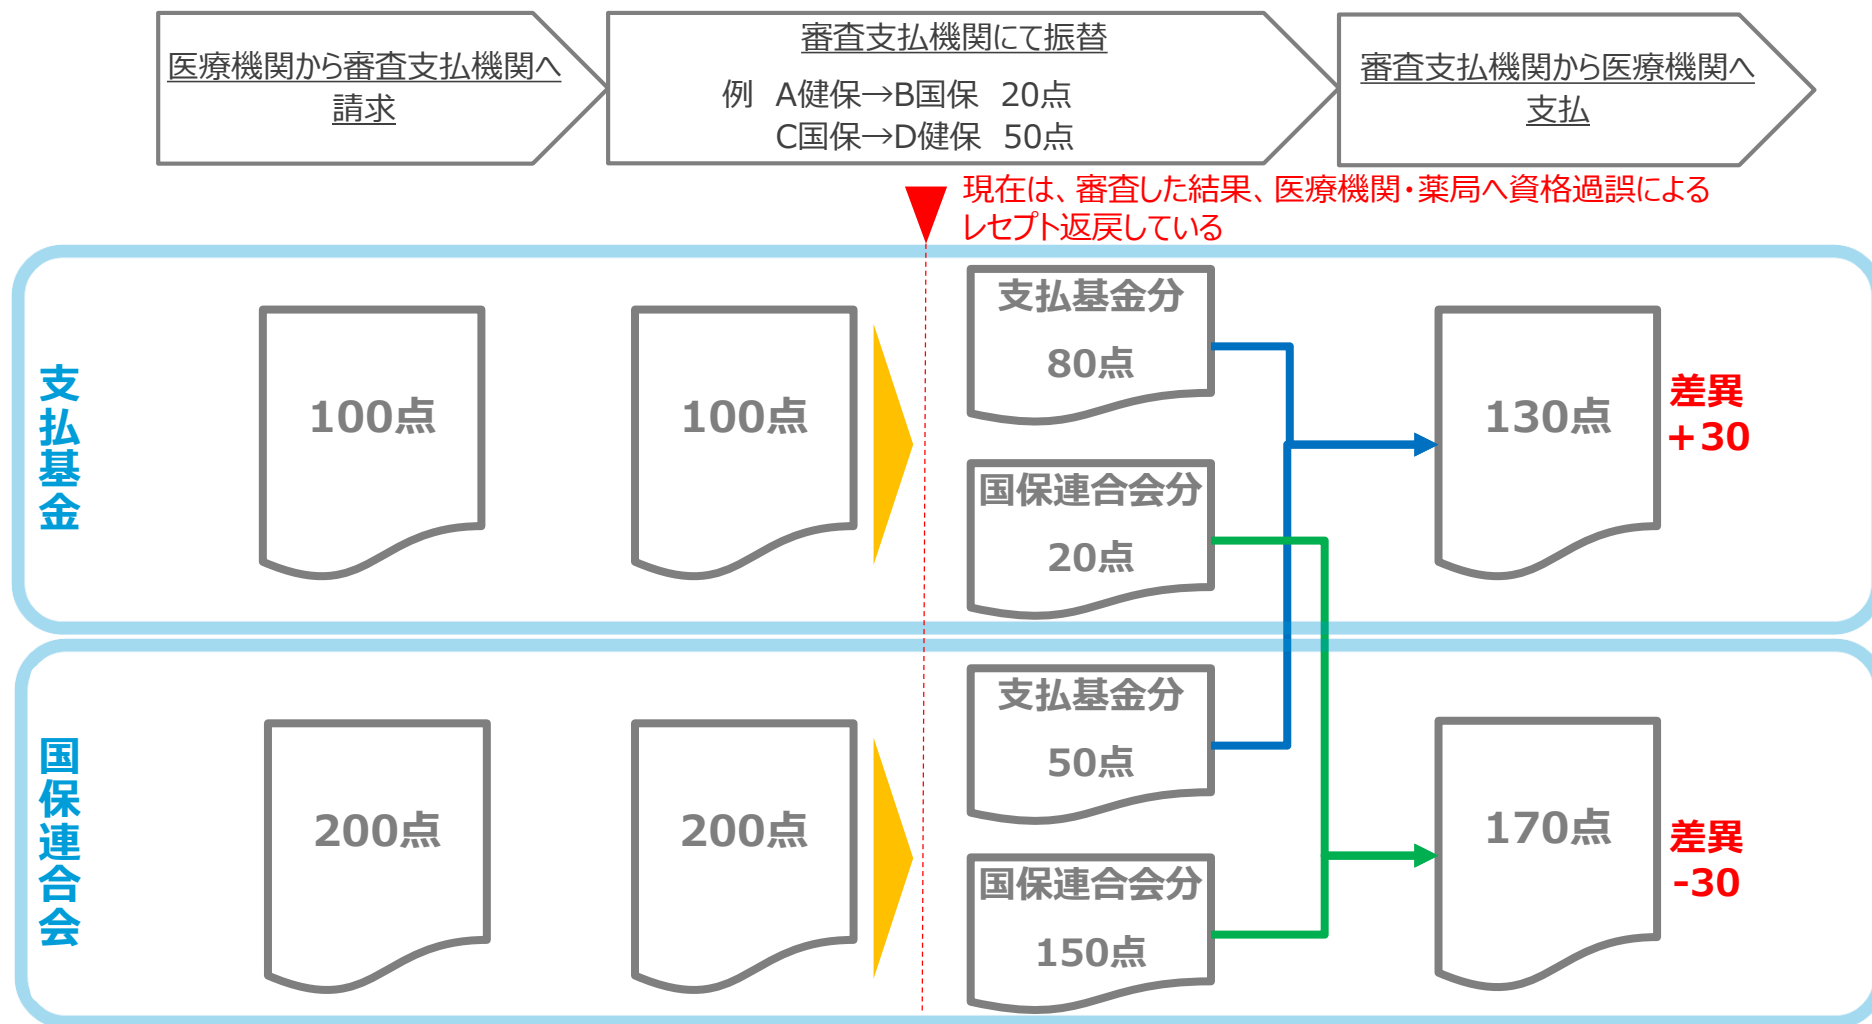 医療機関から審査支払機関へ
請求
審査支払機関にて振替
例 A健保→B国保 20点
C国保→D健保 50点
審査支払機関から医療機関へ
支払
現在は、審査した結果、医療機関・薬局へ資格過誤による
レセプト返戻している
支払基金
100点
100点
支払基金分
80点
国保連合会分
20点
130点
差異
+30
国保連合会
200点
200点
支払基金分
50点
国保連合会分
150点
170点
差異
-30